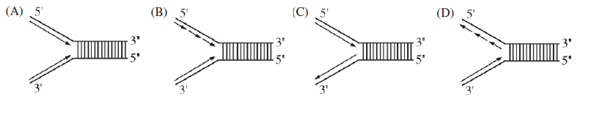 (A) 5' (B) 5' (C) 5' (D) 5'
3" 3" 3" 3"
5" 5" 5" 5"
3' 3' 3' 3'